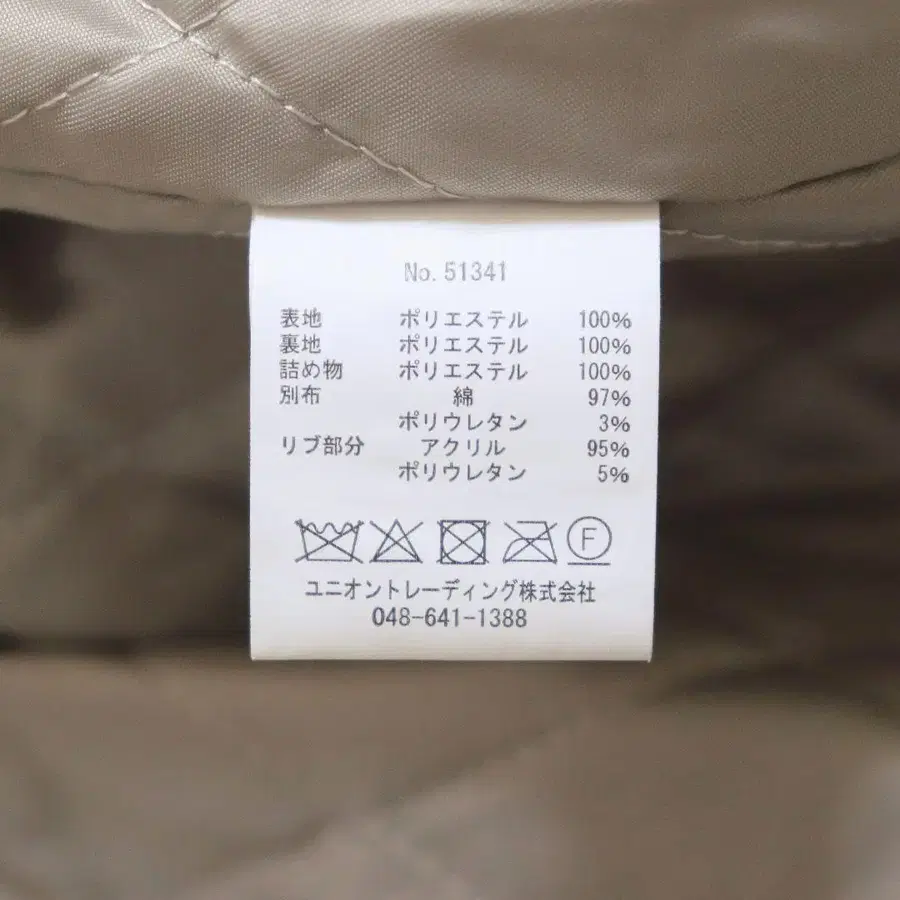 No. 51341
表地 ポリエステル 100%
裏地 ポリエステル 100%
詰め物 ポリエステル 100%
別布 綿 97%
ポリウレタン 3%
リブ部分 アクリル 95%
ポリウレタン 5%
F
ユニオントレーディング株式会社
048-641-1388